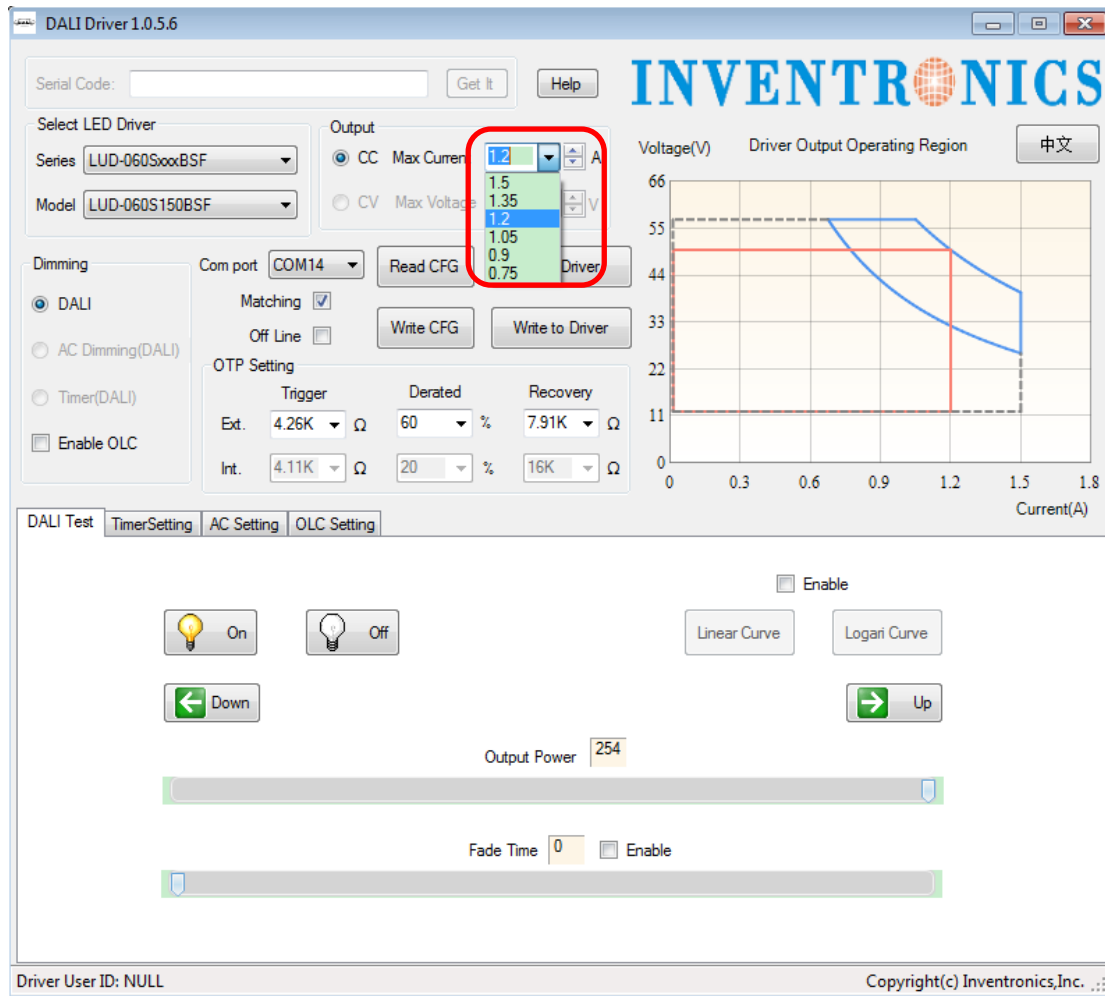 DALI Driver 1.0.5.6
Serial Code:
Get It
Help
INVENTRONICS
Select LED Driver
Series LUD-060SxxxBSF
Model LUD-060S150BSF
Output
CC Max Curren 1.2 A
CV Max Voltage V
1.5
1.35
1.2
1.05
0.9
0.75
Voltage(V) Driver Output Operating Region 中文
66
55
44
33
22
11
0
0 0.3 0.6 0.9 1.2 1.5 1.8
Current(A)
Dimming
DALI
AC Dimming(DALI)
Timer(DALI)
Enable OLC
Com port COM14
Matching
Off Line
Read CFG Driver
Write CFG Write to Driver
OTP Setting
Trigger Derated Recovery
Ext. 4.26K Ω 60 % 7.91K Ω
Int. 4.11K Ω 20 % 16K Ω
DALI Test TimerSetting AC Setting OLC Setting
Enable
On Off Linear Curve Logari Curve
Down Up
Output Power 254
Fade Time 0 Enable
Driver User ID: NULL Copyright(c) Inventronics,Inc.